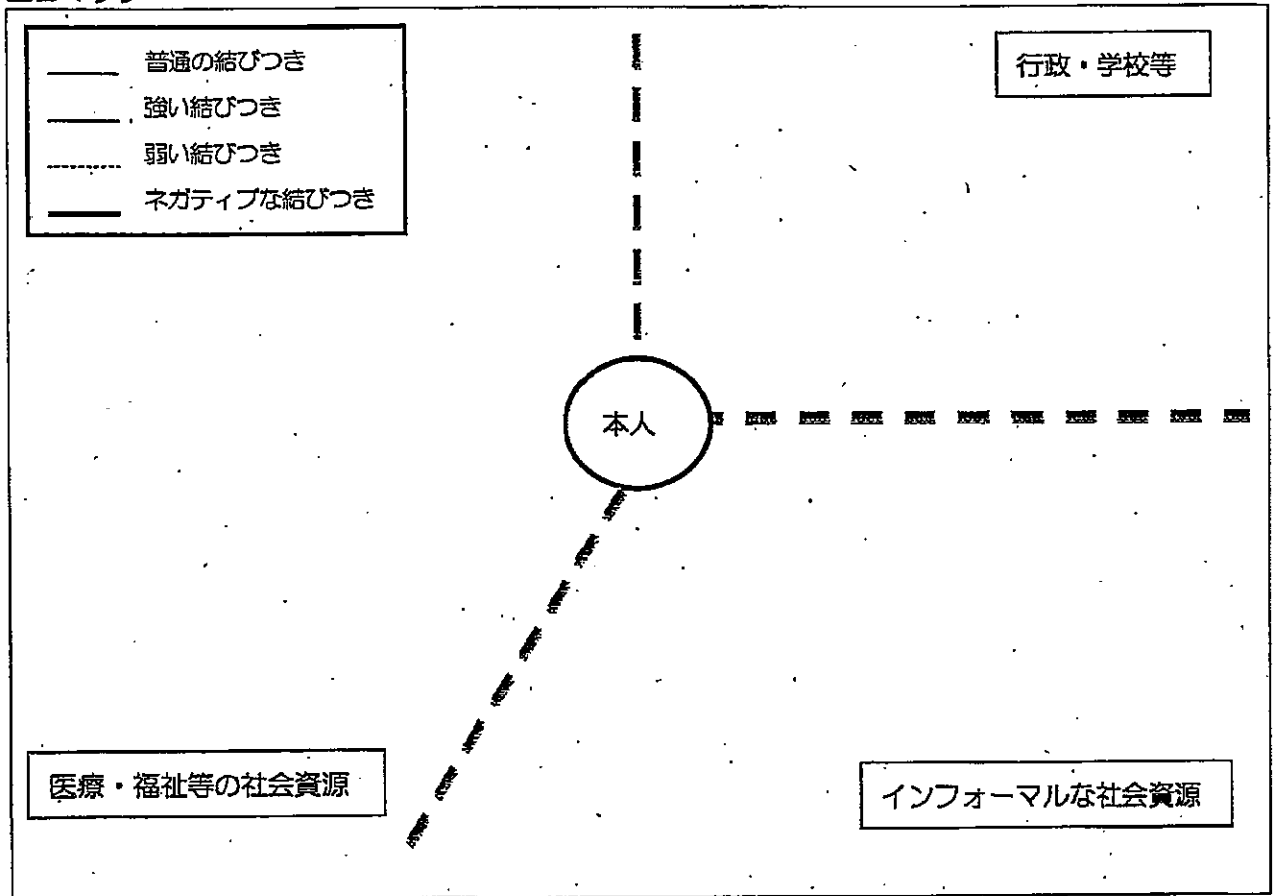 普通の結びつき
強い結びつき
弱い結びつき
ネガティブな結びつき
行政・学校等
本人
医療・福祉等の社会資源
インフォーマルな社会資源